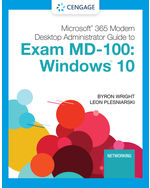 CENGAGE
Microsoft® 365 Modern
Desktop Administrator Guide to
Exam MD-100:
Windows 10
BYRON WRIGHT
LEON PLESNIARSKI
NETWORKING